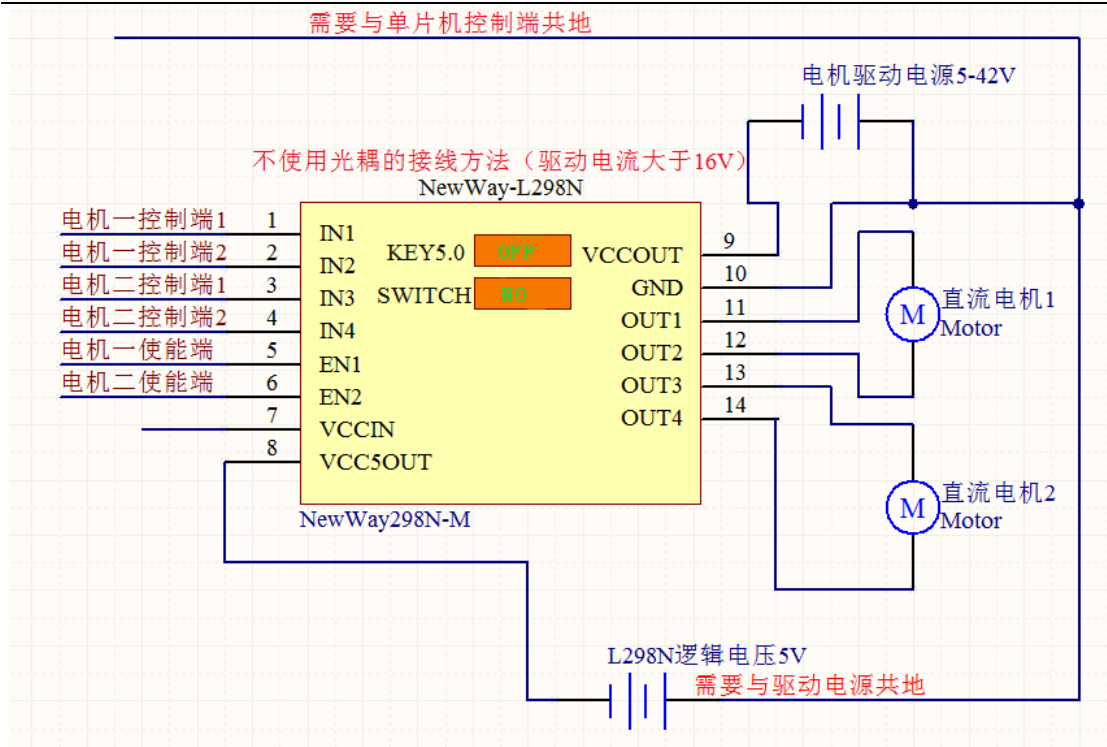 需要与单片机控制端共地
电机驱动电源5-42V
不使用光耦的接线方法（驱动电流大于16V）
NewWay-L298N
电机一控制端1
1
IN1
电机一控制端2
2
IN2
电机二控制端1
3
IN3
电机二控制端2
4
IN4
电机一使能端
5
EN1
电机二使能端
6
EN2
7
VCCIN
8
VCC5OUT
KEY5.0
OFF
SWITCH
NO
VCCOUT
9
GND
10
OUT1
11
OUT2
12
OUT3
13
OUT4
14
M
直流电机1
Motor
M
直流电机2
Motor
NewWay298N-M
L298N逻辑电压5V
需要与驱动电源共地